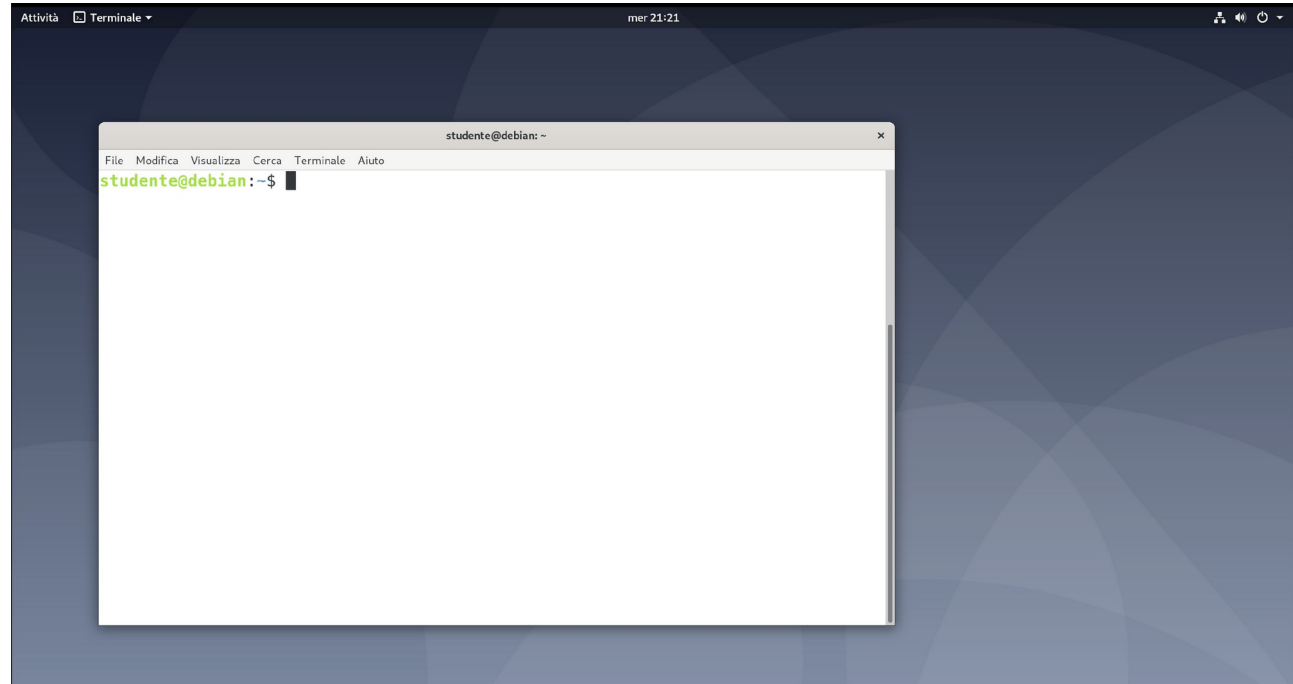 Attività Terminale mer 21:21
studente@debian: ~
File Modifica Visualizza Cerca Terminale Aiuto
studente@debian:~$